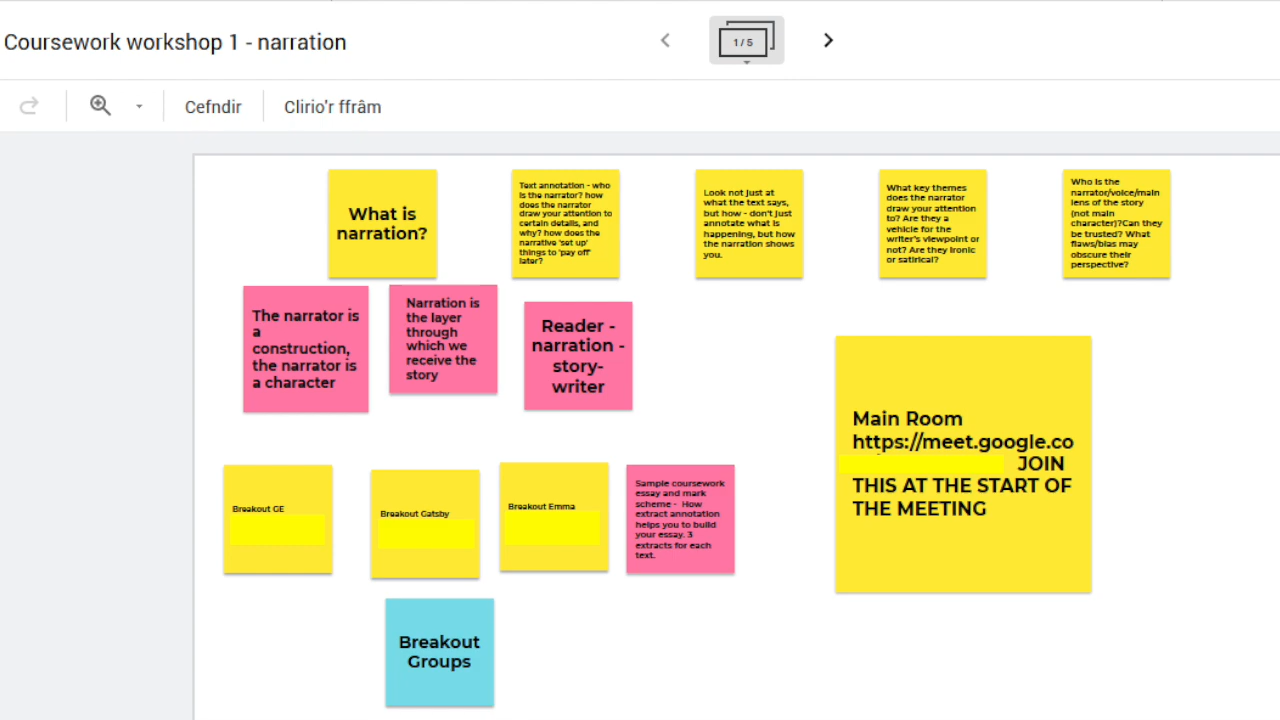 Coursework workshop 1 - narration
1 / 5
Cefndir
Clirio'r ffrâm
What is
narration?
Text annotation - who
is the narrator? how
does the narrator
draw your attention to
certain details, and
why? how does the
narrative 'set up'
things to 'pay off'
later?
Look not just at
what the text says,
but how - don't just
annotate what is
happening, but how
the narration shows
you.
What key themes
does the narrator
draw your attention
to? Are they a
vehicle for the
writer's viewpoint or
not? Are they ironic
or satirical?
Who is the
narrator/voice/main
lens of the story
(not main
character)?Can they
be trusted? What
flaws/bias may
obscure their
perspective?
The narrator is
a
construction,
the narrator is
a character
Narration is
the layer
through
which we
receive the
story
Reader -
narration -
story-
writer
Main Room
https://meet.google.co
JOIN
THIS AT THE START OF
THE MEETING
Breakout GE
Breakout Gatsby
Breakout Emma
Sample coursework
essay and mark
scheme - How
extract annotation
helps you to build
your essay. 3
extracts for each
text.
Breakout
Groups